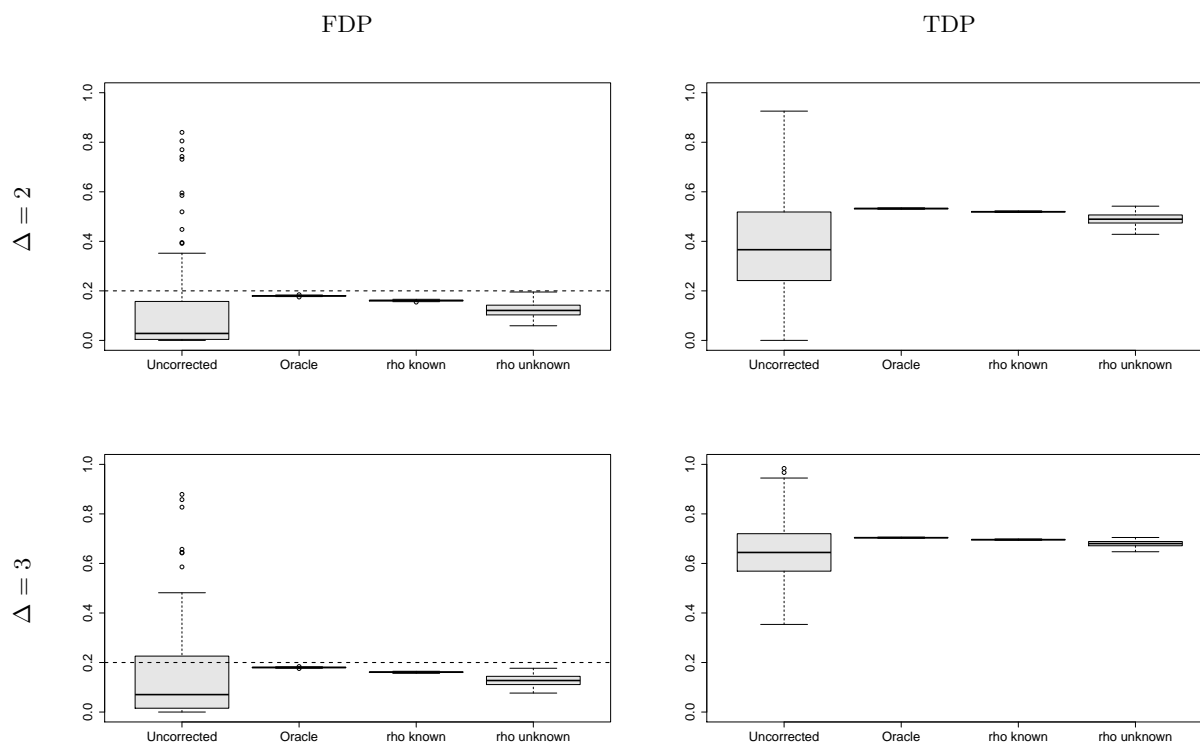 FDP TDP
Δ = 2
1.0 1.0
0.8 0.8
0.6 0.6
0.4 0.4
0.2 0.2
0.0 0.0
Uncorrected Oracle rho known rho unknown Uncorrected Oracle rho known rho unknown
Δ = 3
1.0 1.0
0.8 0.8
0.6 0.6
0.4 0.4
0.2 0.2
0.0 0.0
Uncorrected Oracle rho known rho unknown Uncorrected Oracle rho known rho unknown